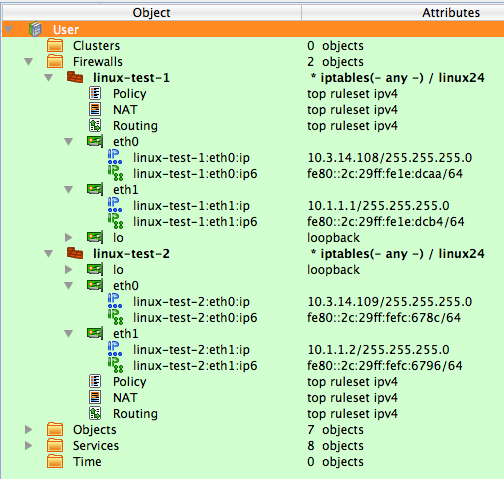 Object Attributes
User
Clusters 0 objects
Firewalls 2 objects
linux-test-1 * iptables(- any -) / linux24
Policy top ruleset ipv4
NAT top ruleset ipv4
Routing top ruleset ipv4
eth0
IP linux-test-1:eth0:ip 10.3.14.108/255.255.255.0
IP linux-test-1:eth0:ip6 fe80::2c:29ff:fe1e:dcaa/64
eth1
IP linux-test-1:eth1:ip 10.1.1.1/255.255.255.0
IP linux-test-1:eth1:ip6 fe80::2c:29ff:fe1e:dcb4/64
lo loopback
linux-test-2 * iptables(- any -) / linux24
lo loopback
eth0
IP linux-test-2:eth0:ip 10.3.14.109/255.255.255.0
IP linux-test-2:eth0:ip6 fe80::2c:29ff:fefc:678c/64
eth1
IP linux-test-2:eth1:ip 10.1.1.2/255.255.255.0
IP linux-test-2:eth1:ip6 fe80::2c:29ff:fefc:6796/64
Policy top ruleset ipv4
NAT top ruleset ipv4
Routing top ruleset ipv4
Objects 7 objects
Services 8 objects
Time 0 objects